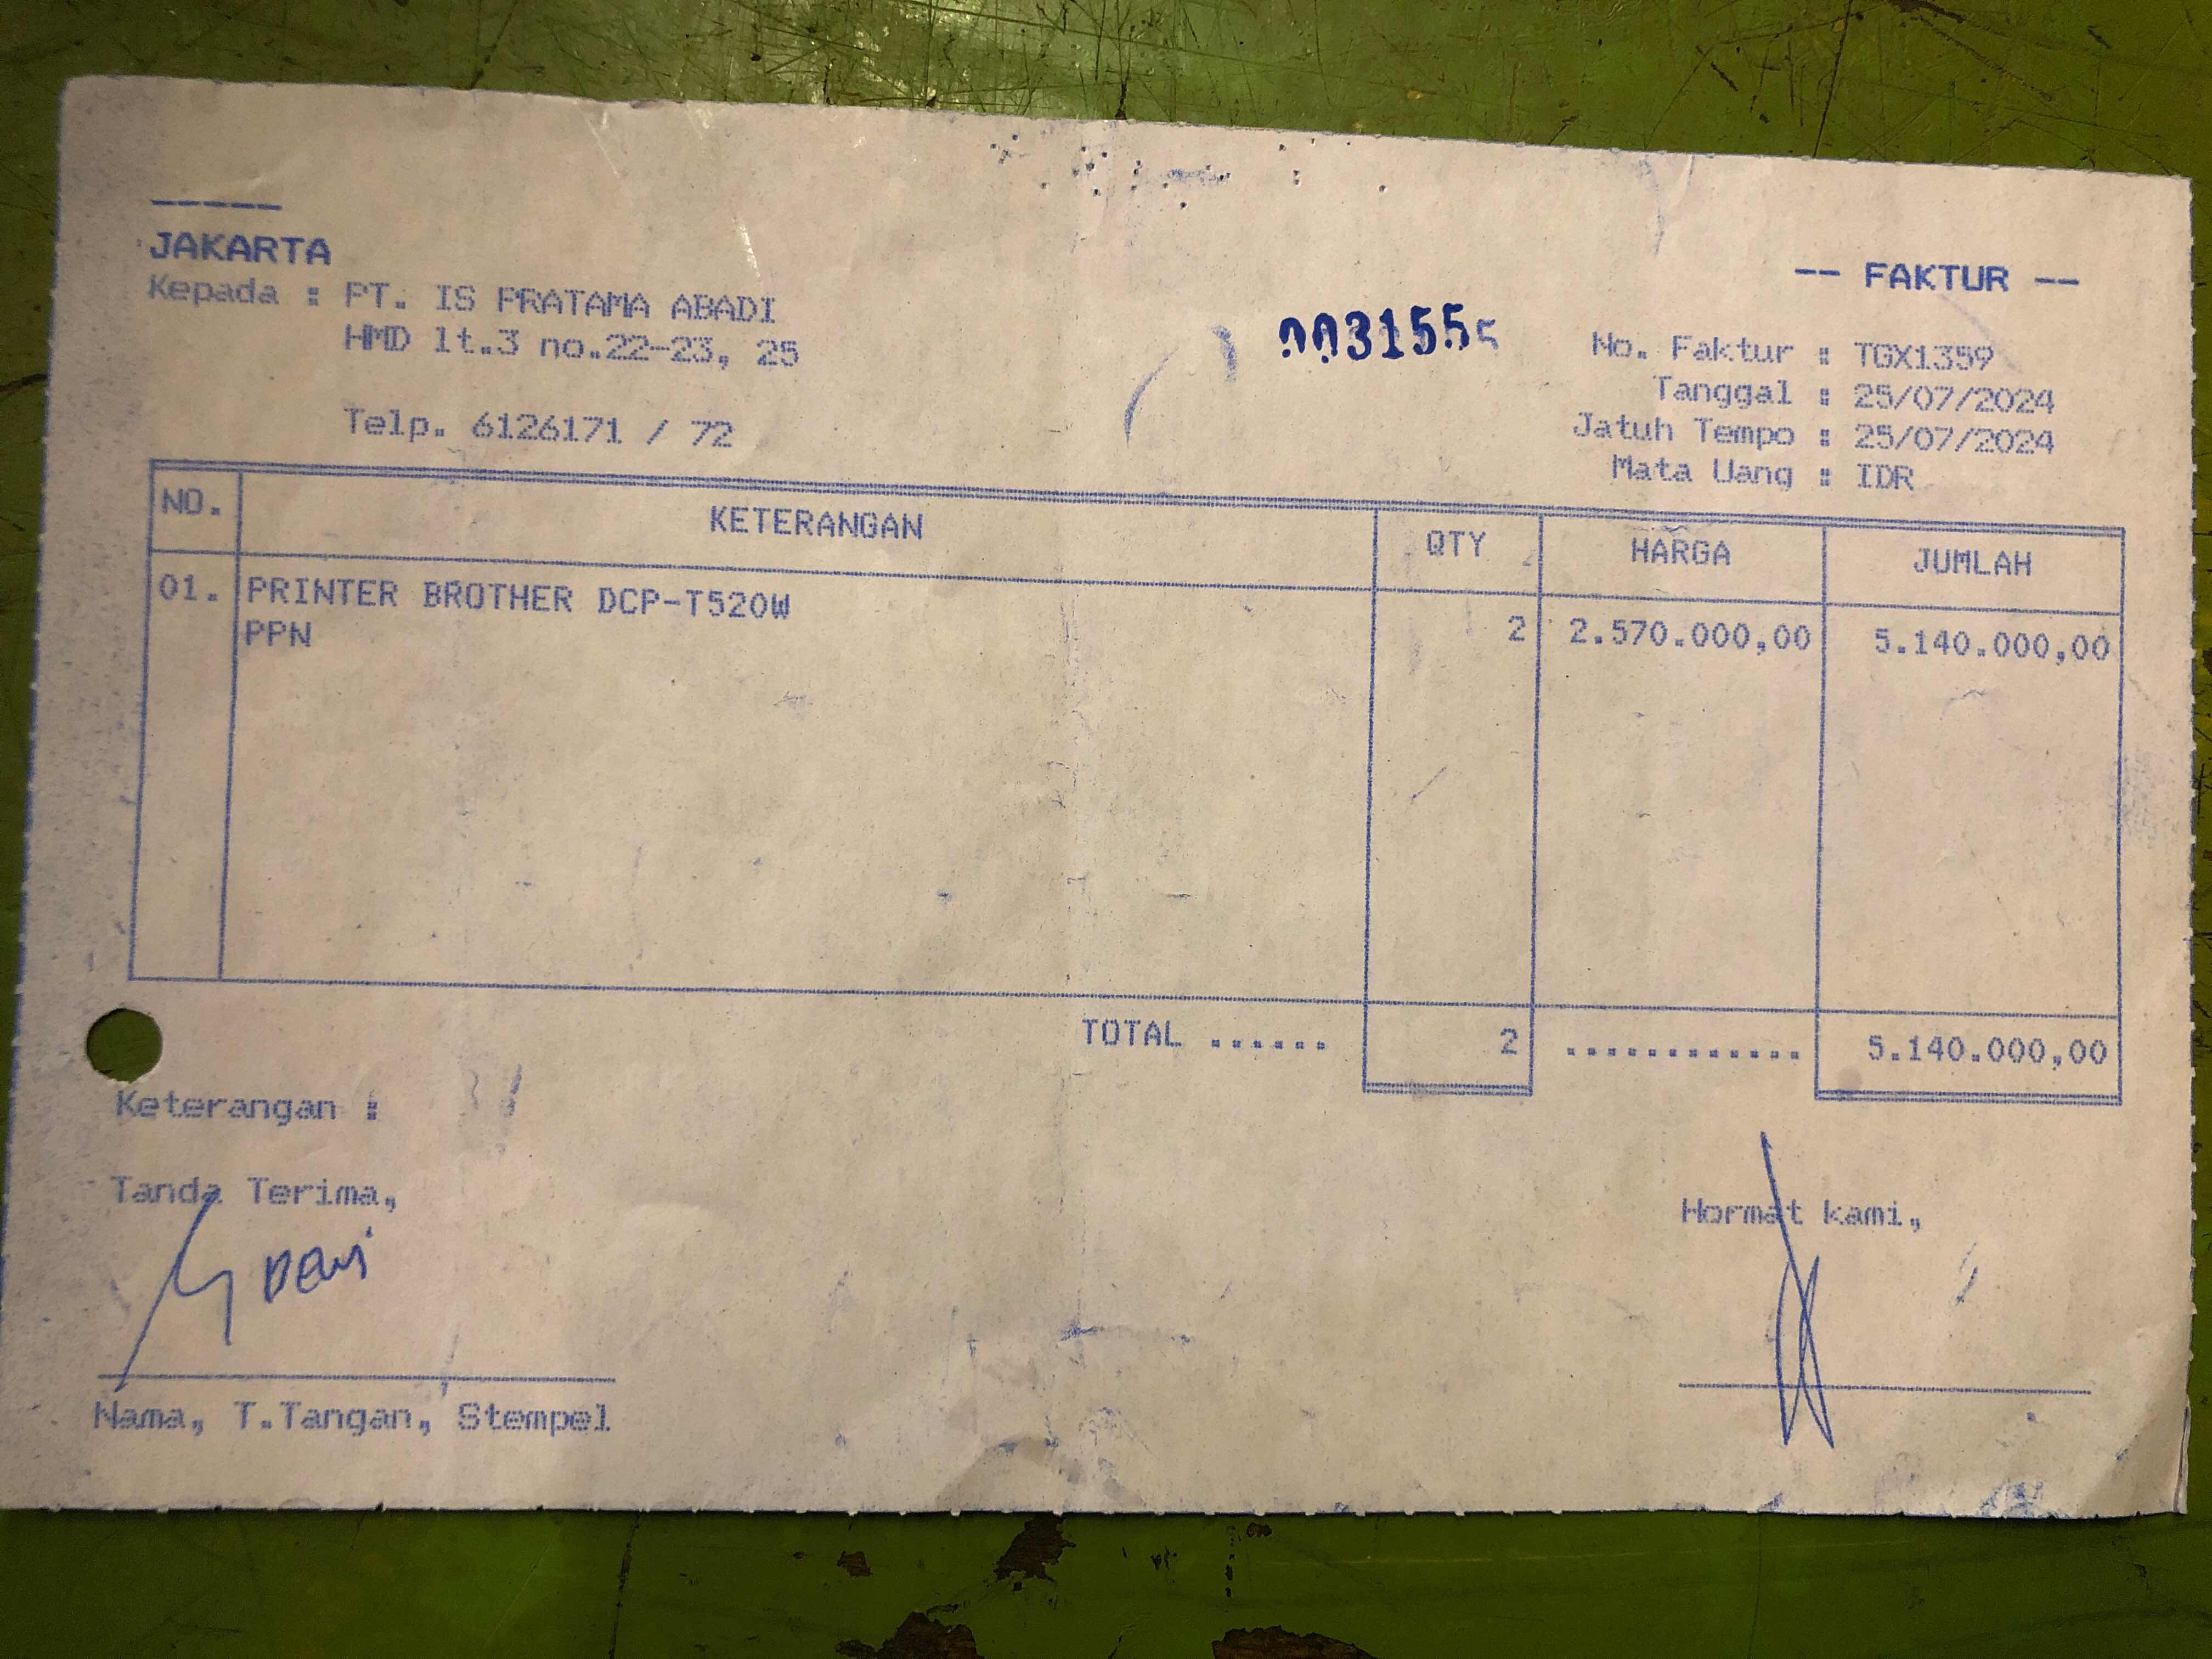 -----
JAKARTA
Kepada : PT. IS PRATAMA ABADI
HMD lt.3 no.22-23, 25
Telp. 6126171 / 72
0031555
-- FAKTUR --
No. Faktur : TGX1359
Tanggal : 25/07/2024
Jatuh Tempo : 25/07/2024
Mata Uang : IDR
NO. KETERANGAN QTY HARGA JUMLAH
01. PRINTER BROTHER DCP-T520W
PPN 2 2.570.000,00 5.140.000,00
TOTAL ...... 2 ............ 5.140.000,00
Keterangan :
Tanda Terima,
Hormat kami,
Dewi
Nama, T.Tangan, Stempel